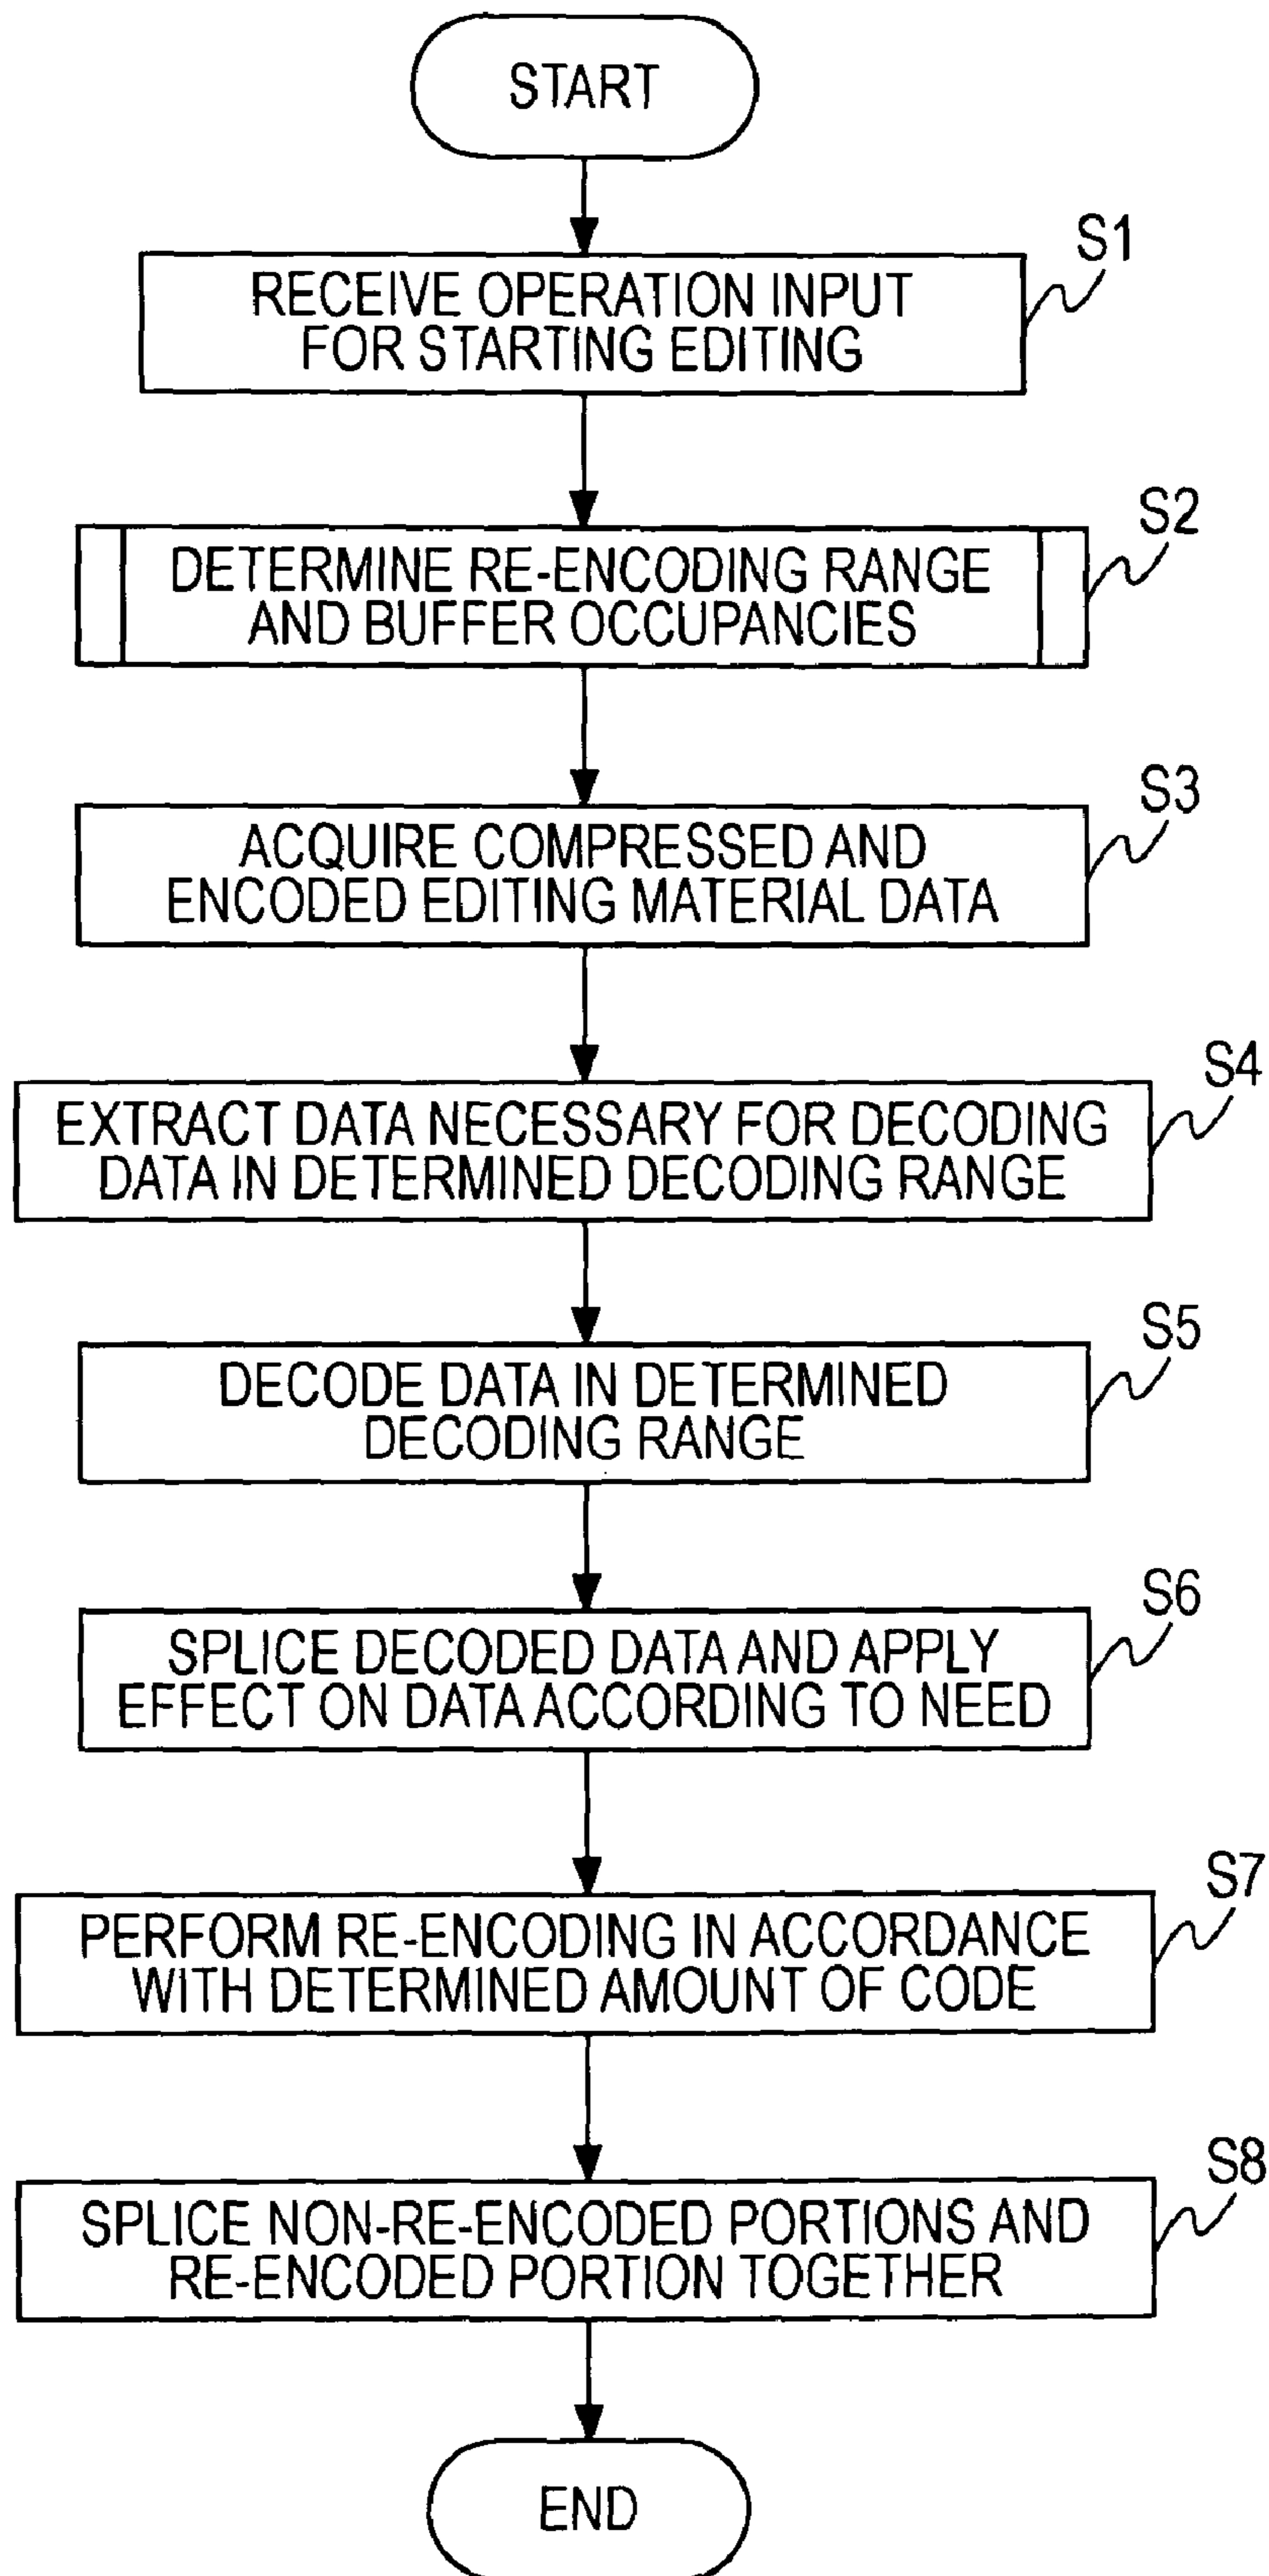 START
S1
RECEIVE OPERATION INPUT
FOR STARTING EDITING
S2
DETERMINE RE-ENCODING RANGE
AND BUFFER OCCUPANCIES
S3
ACQUIRE COMPRESSED AND
ENCODED EDITING MATERIAL DATA
S4
EXTRACT DATA NECESSARY FOR DECODING
DATA IN DETERMINED DECODING RANGE
S5
DECODE DATA IN DETERMINED
DECODING RANGE
S6
SPLICE DECODED DATA AND APPLY
EFFECT ON DATA ACCORDING TO NEED
S7
PERFORM RE-ENCODING IN ACCORDANCE
WITH DETERMINED AMOUNT OF CODE
S8
SPLICE NON-RE-ENCODED PORTIONS AND
RE-ENCODED PORTION TOGETHER
END